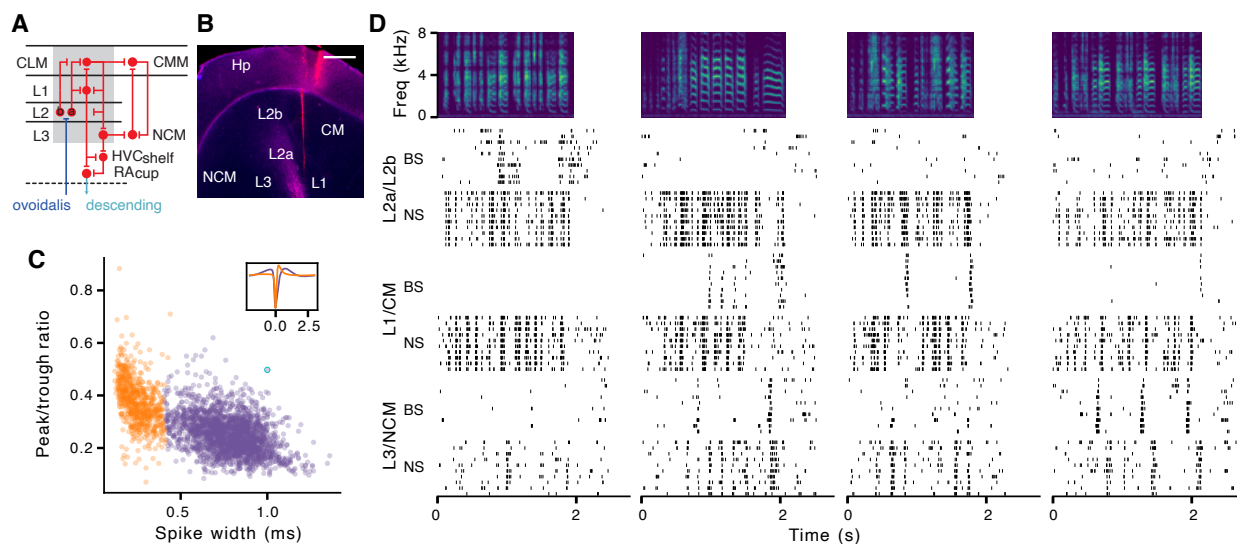 A
CLM
CMM
L1
L2
L3
NCM
HVCshelf
RAcup
ovoidalis
descending
B
Hp
L2b
CM
L2a
NCM
L3
L1
C
Peak/trough ratio
0.8
0.6
0.4
0.2
0.5
1.0
Spike width (ms)
0.0
2.5
D
Freq (kHz)
8
4
0
L2a/L2b
BS
NS
L1/CM
BS
NS
L3/NCM
BS
NS
0
2
0
2
0
2
0
2
Time (s)